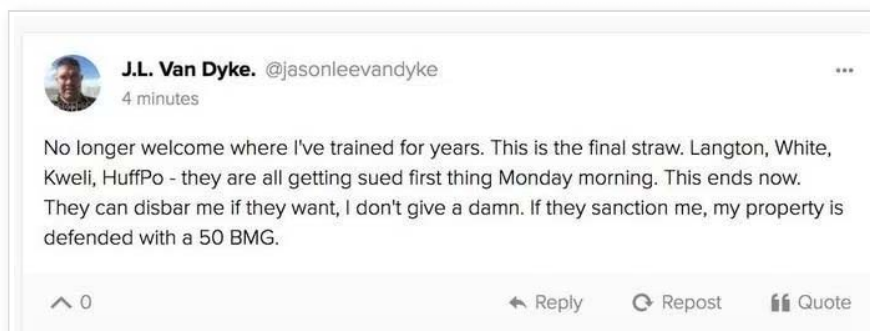 J.L. Van Dyke. @jasonleevandyke
4 minutes
No longer welcome where I've trained for years. This is the final straw. Langton, White,
Kweli, HuffPo - they are all getting sued first thing Monday morning. This ends now.
They can disbar me if they want, I don't give a damn. If they sanction me, my property is
defended with a 50 BMG.
0 Reply Repost Quote